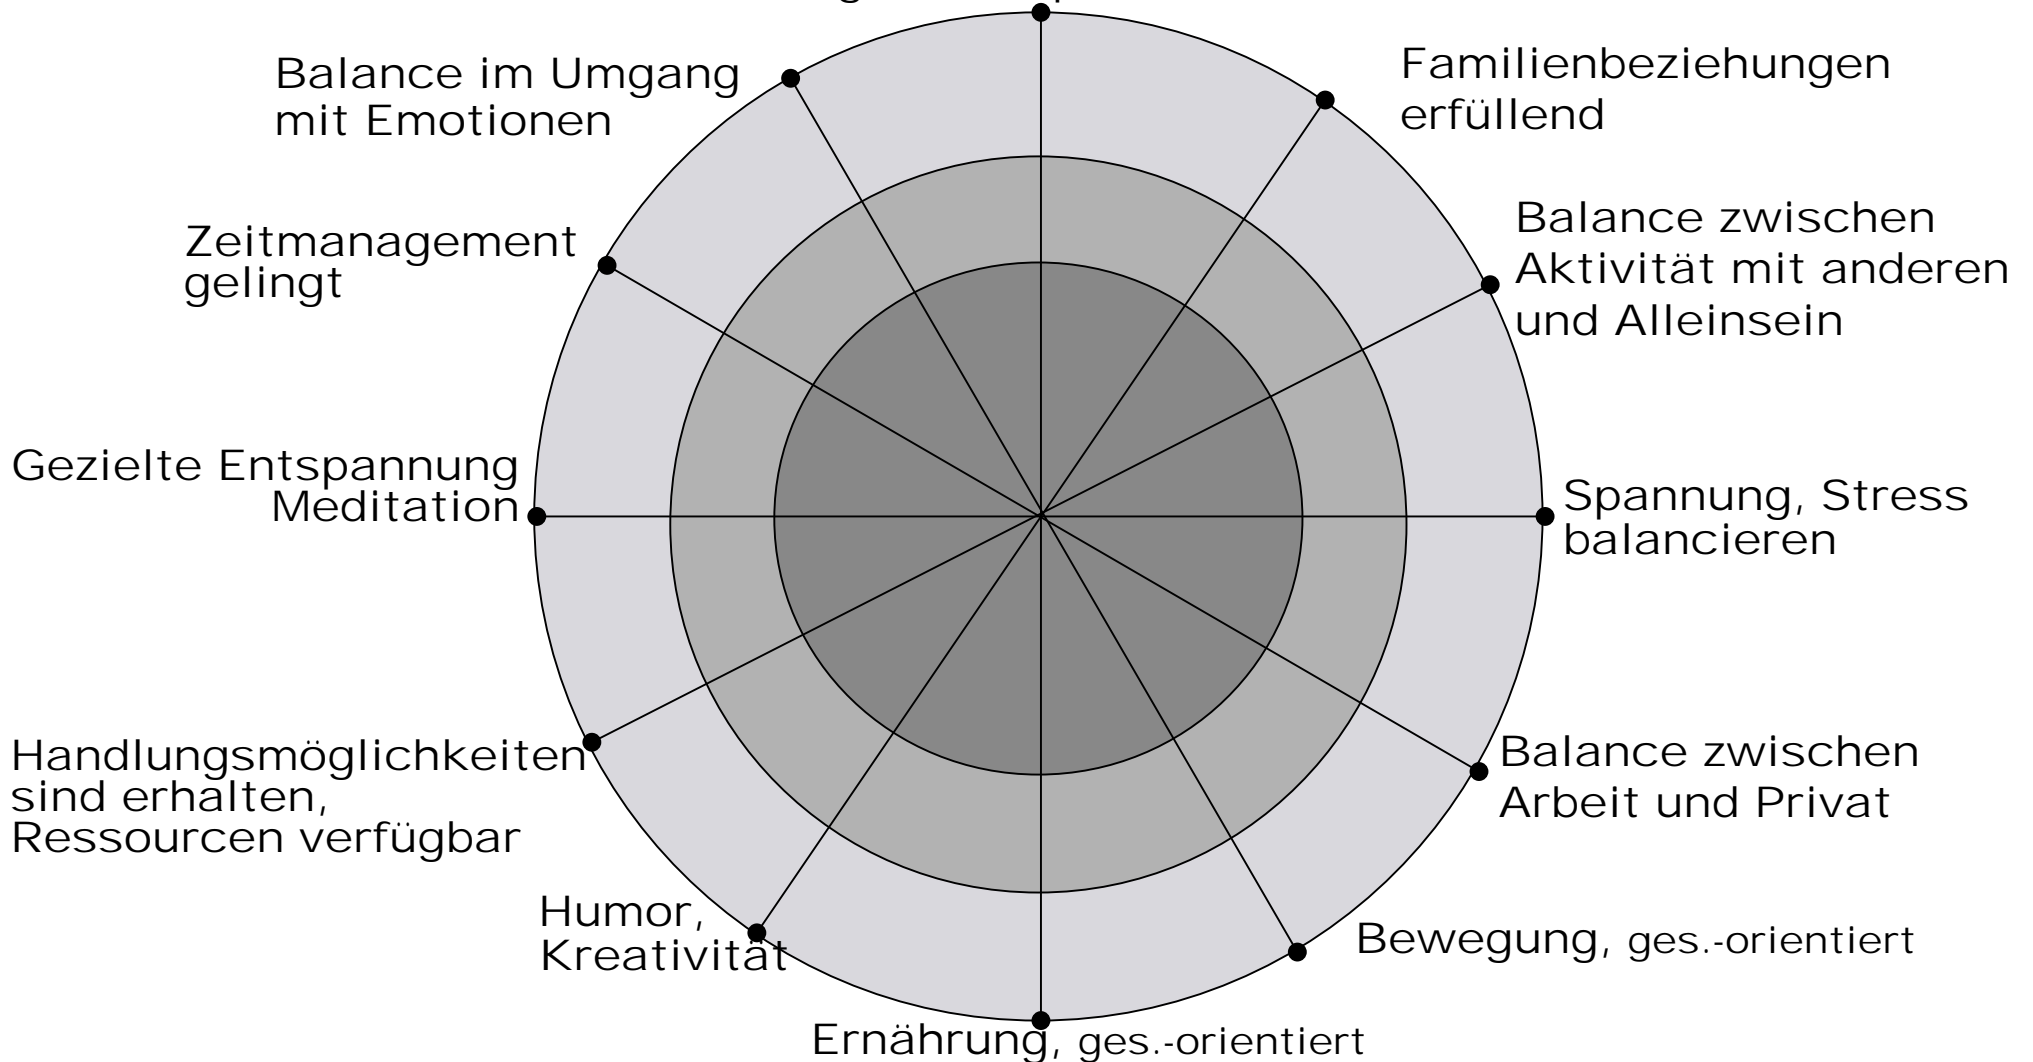 Balance im Umgang
mit Emotionen
Familienbeziehungen
erfüllend
Balance zwischen
Aktivität mit anderen
und Alleinsein
Zeitmanagement
gelingt
Gezielte Entspannung
Meditation
Spannung, Stress
balancieren
Handlungsmöglichkeiten
sind erhalten,
Ressourcen verfügbar
Balance zwischen
Arbeit und Privat
Humor,
Kreativität
Bewegung, ges.-orientiert
Ernährung, ges.-orientiert